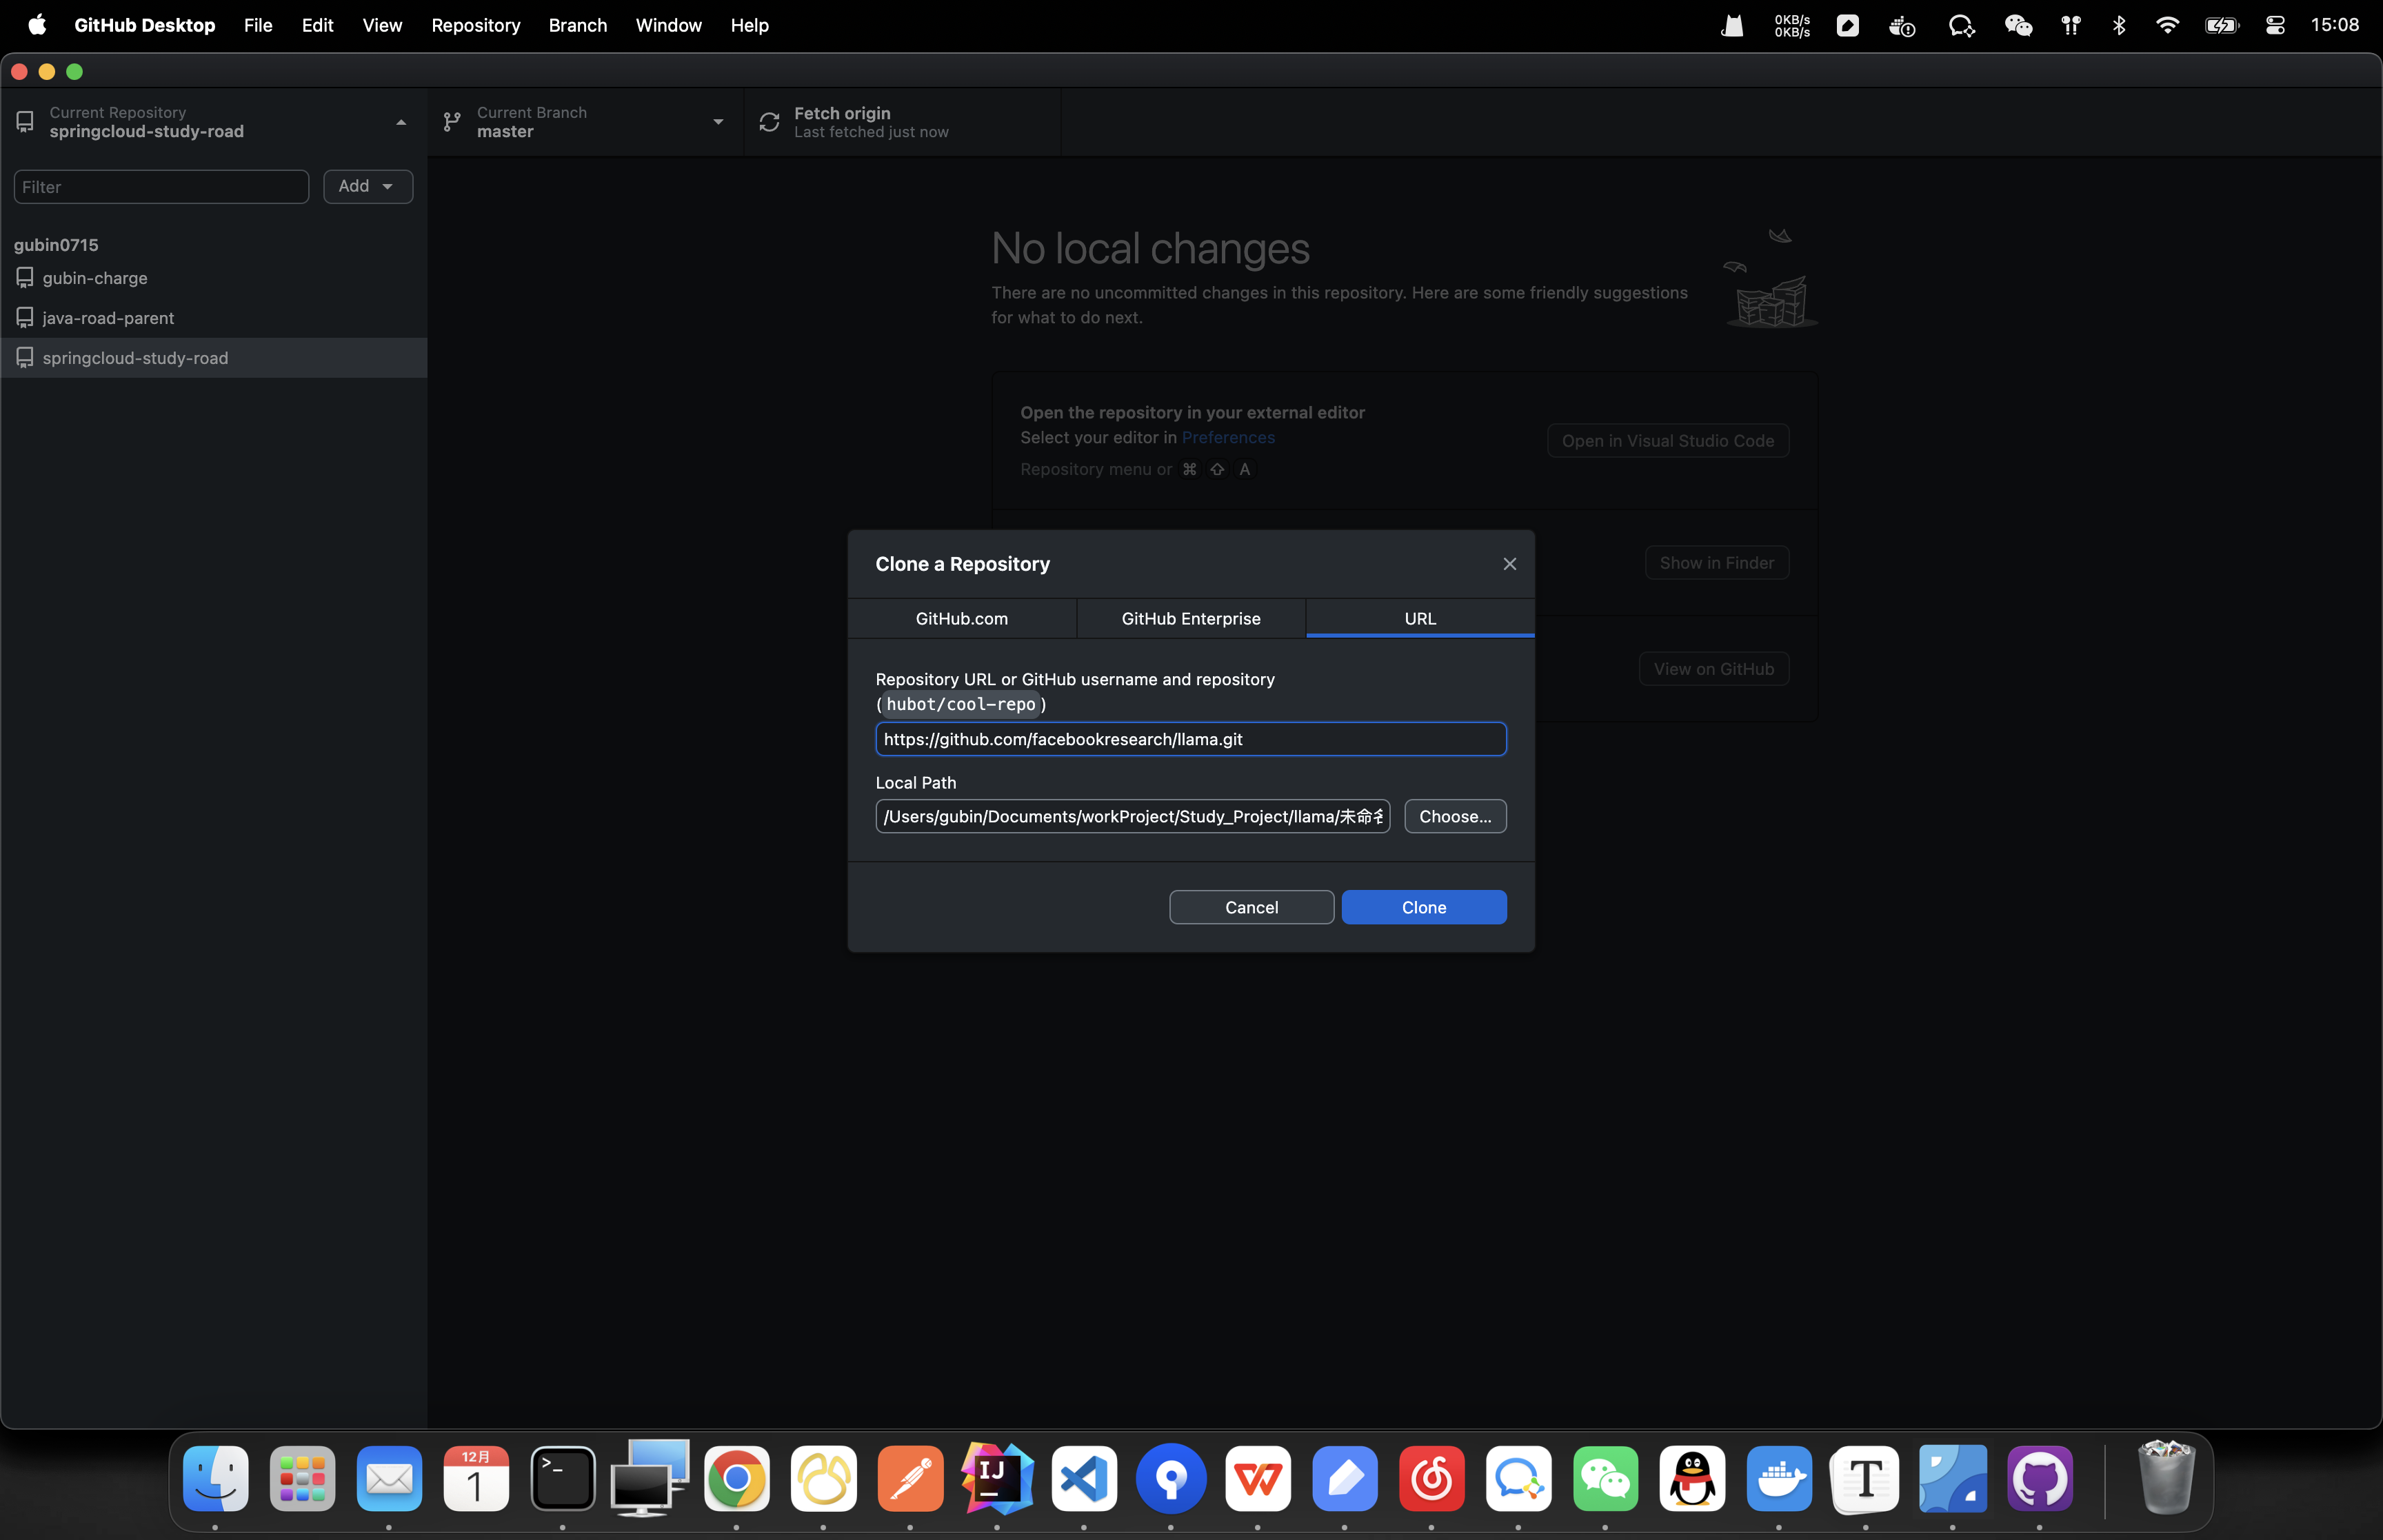 GitHub Desktop File Edit View Repository Branch Window Help
0KB/s
0KB/s
15:08
Current Repository
springcloud-study-road
Current Branch
master
Fetch origin
Last fetched just now
Filter
Add
gubin0715
gubin-charge
java-road-parent
springcloud-study-road
No local changes
There are no uncommitted changes in this repository. Here are some friendly suggestions
for what to do next.
Open the repository in your external editor
Select your editor in Preferences
Repository menu or ⌘ ⇧ A
Open in Visual Studio Code
Show in Finder
View on GitHub
Clone a Repository
GitHub.com GitHub Enterprise URL
Repository URL or GitHub username and repository
(hubot/cool-repo)
https://github.com/facebookresearch/llama.git
Local Path
/Users/gubin/Documents/workProject/Study_Project/llama/未命
Choose...
Cancel Clone
12月
1
>_
IJ
T